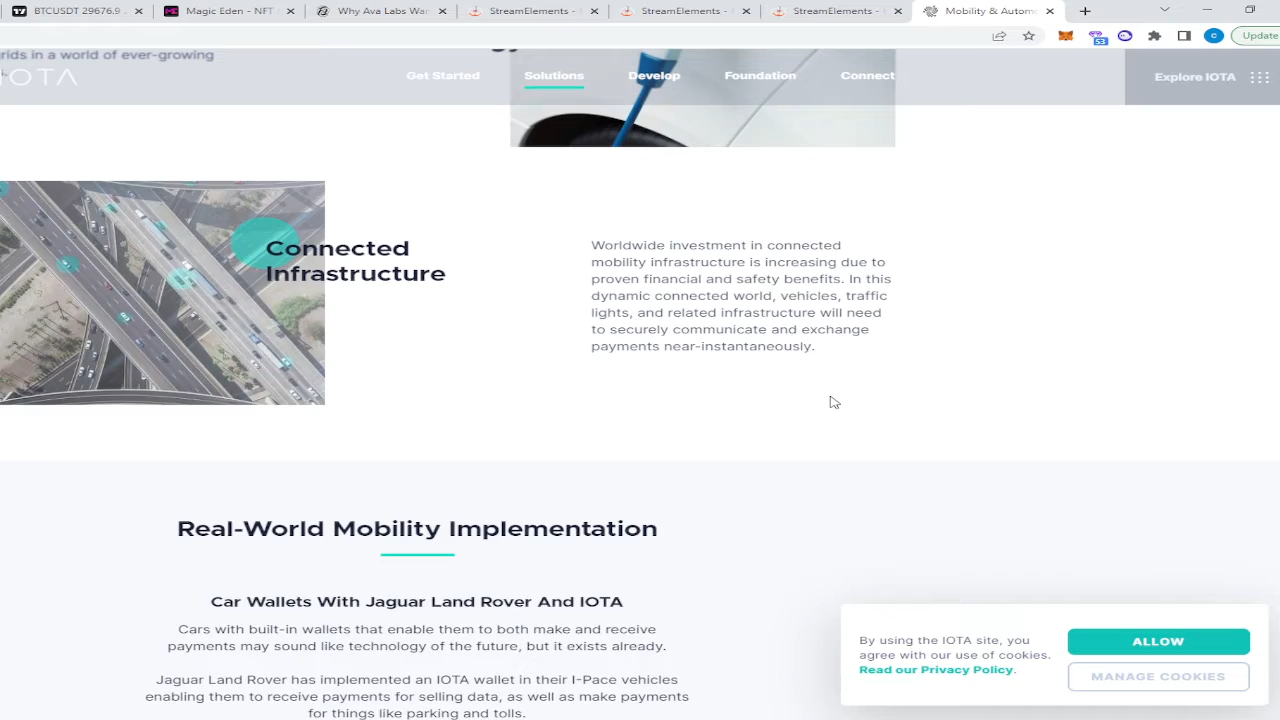 BTCUSDT 29676.9
Magic Eden - NFT
Why Ava Labs Wan
StreamElements -
StreamElements -
StreamElements -
Mobility & Autom
53
C
Update
grids in a world of ever-growing
IOTA
Get Started
Solutions
Develop
Foundation
Connect
Explore IOTA
Connected
Infrastructure
Worldwide investment in connected
mobility infrastructure is increasing due to
proven financial and safety benefits. In this
dynamic connected world, vehicles, traffic
lights, and related infrastructure will need
to securely communicate and exchange
payments near-instantaneously.
Real-World Mobility Implementation
Car Wallets With Jaguar Land Rover And IOTA
Cars with built-in wallets that enable them to both make and receive
payments may sound like technology of the future, but it exists already.
Jaguar Land Rover has implemented an IOTA wallet in their I-Pace vehicles
enabling them to receive payments for selling data, as well as make payments
for things like parking and tolls.
By using the IOTA site, you
agree with our use of cookies.
Read our Privacy Policy.
ALLOW
MANAGE COOKIES